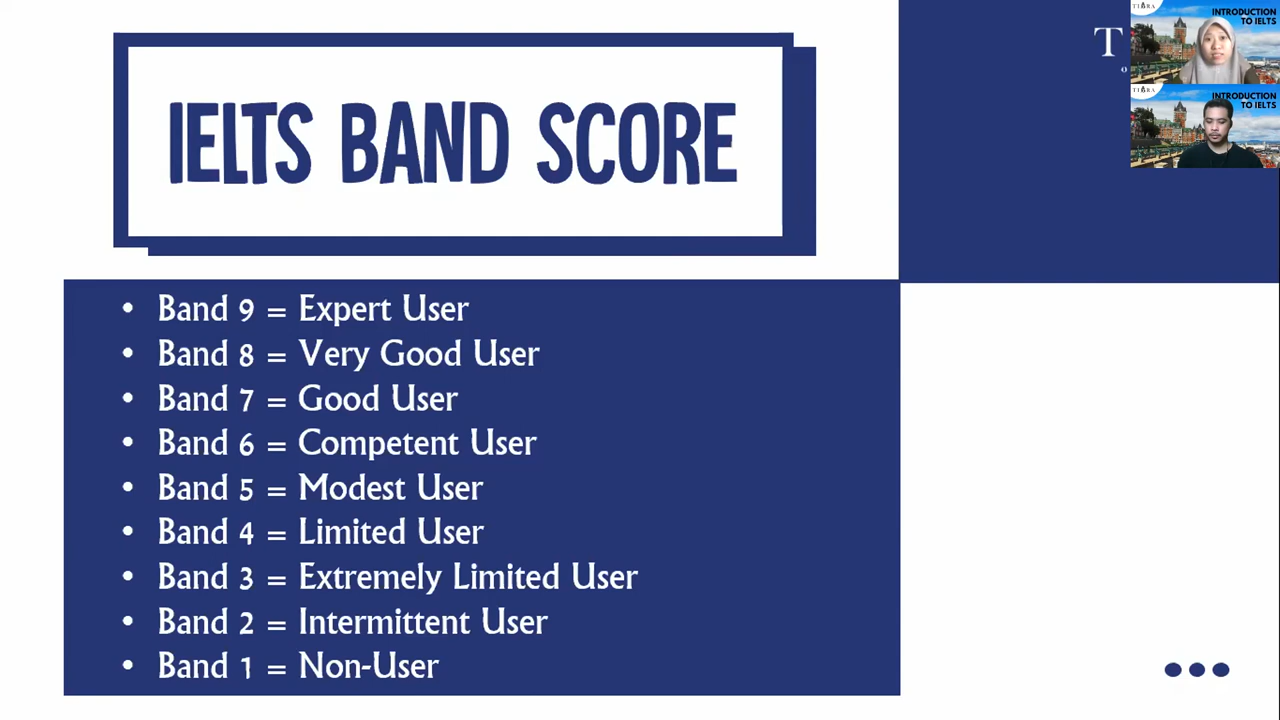 IELTS BAND SCORE
• Band 9 = Expert User
• Band 8 = Very Good User
• Band 7 = Good User
• Band 6 = Competent User
• Band 5 = Modest User
• Band 4 = Limited User
• Band 3 = Extremely Limited User
• Band 2 = Intermittent User
• Band 1 = Non-User
T
TIARA
INTRODUCTION
TO IELTS
TIARA
INTRODUCTION
TO IELTS